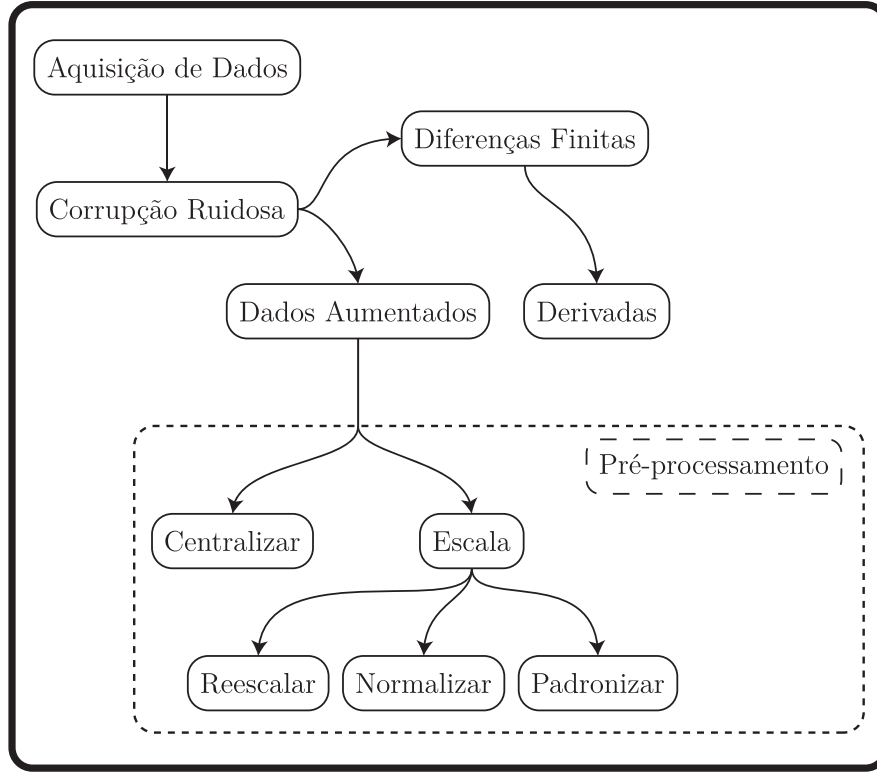 Aquisição de Dados
Diferenças Finitas
Corrupção Ruidosa
Dados Aumentados
Derivadas
Pré-processamento
Centralizar
Escala
Reescalar
Normalizar
Padronizar